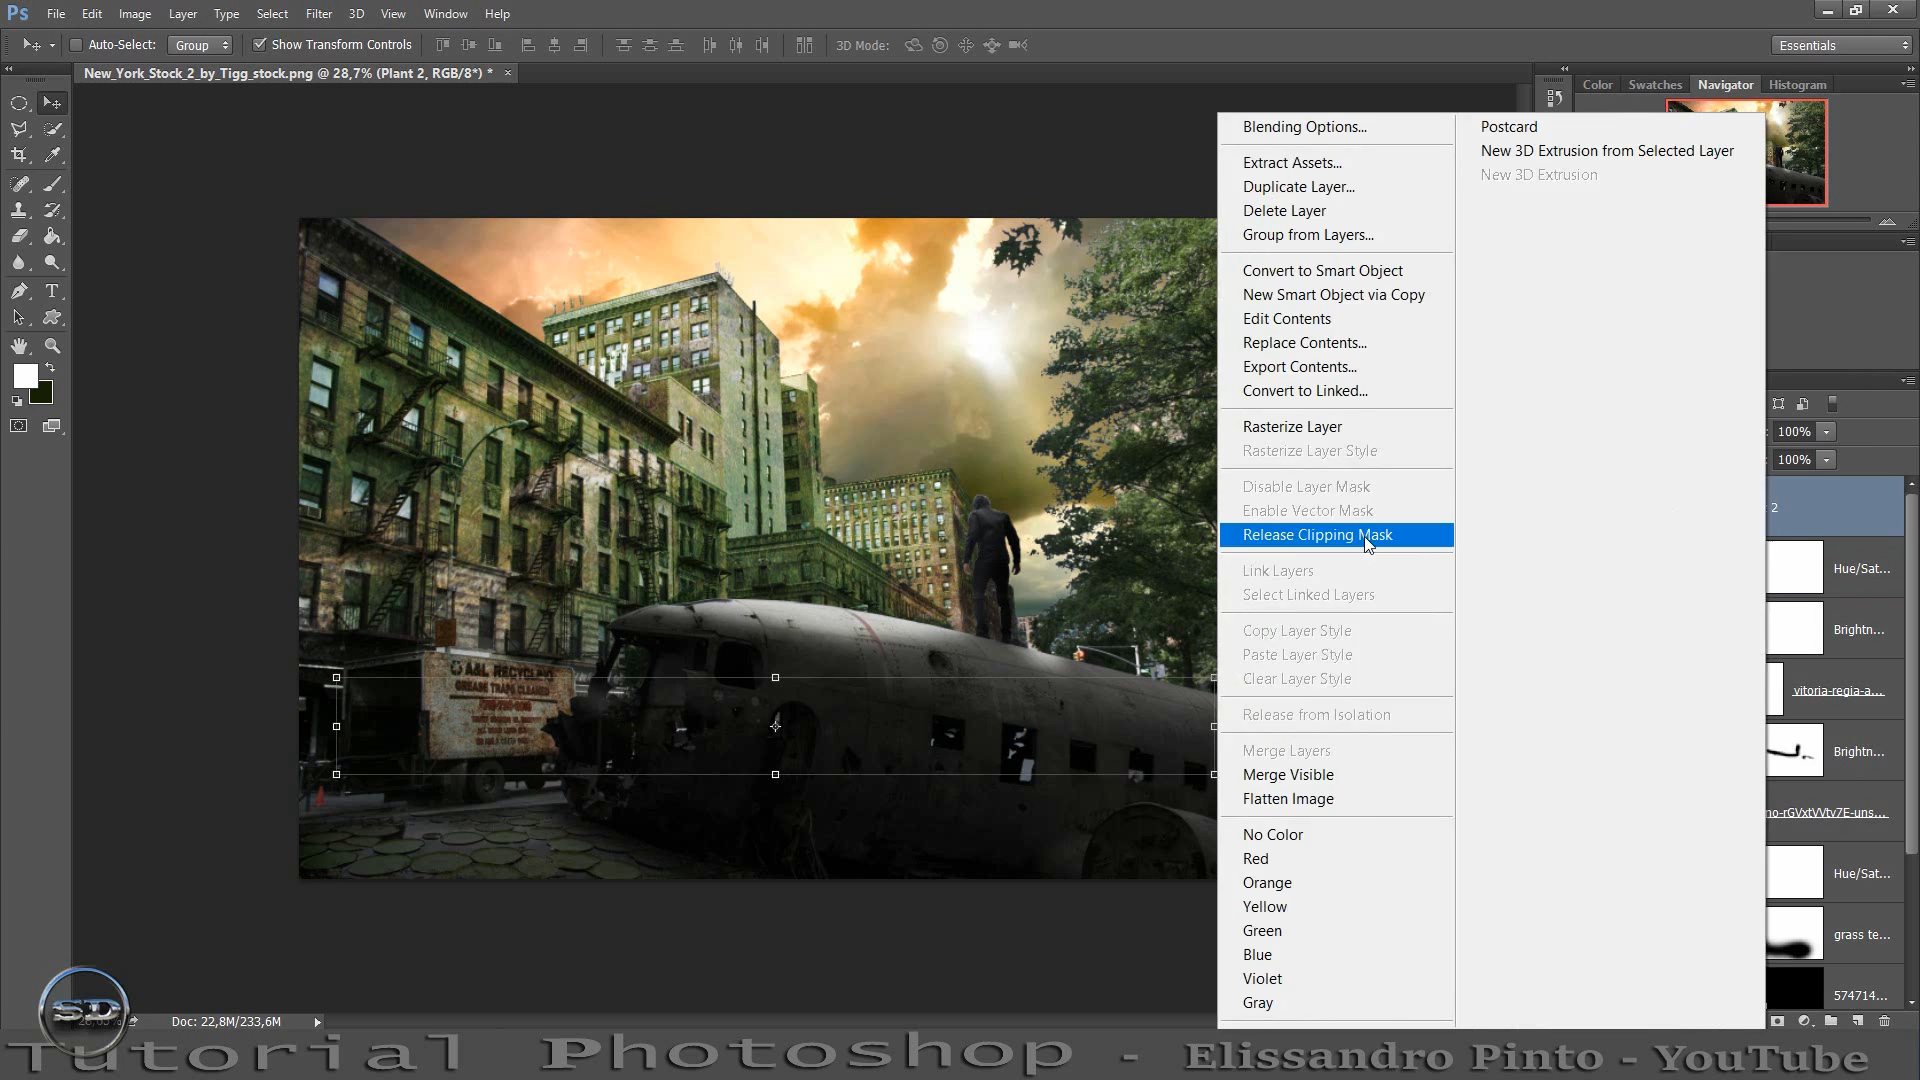 Ps File Edit Image Layer Type Select Filter 3D View Window Help
Auto-Select: Group Show Transform Controls 3D Mode: Essentials
New_York_Stock_2_by_Tigg_stock.png @ 28,7% (Plant 2, RGB/8*) * ×
Color Swatches Navigator Histogram
Blending Options...
Extract Assets...
Duplicate Layer...
Delete Layer
Group from Layers...
Convert to Smart Object
New Smart Object via Copy
Edit Contents
Replace Contents...
Export Contents...
Convert to Linked...
Rasterize Layer
Rasterize Layer Style
Disable Layer Mask
Enable Vector Mask
Release Clipping Mask
Link Layers
Select Linked Layers
Copy Layer Style
Paste Layer Style
Clear Layer Style
Release from Isolation
Merge Layers
Merge Visible
Flatten Image
No Color
Red
Orange
Yellow
Green
Blue
Violet
Gray
Postcard
New 3D Extrusion from Selected Layer
New 3D Extrusion
100%
100%
2
Hue/Sat...
Brightn...
vitoria-regia-a...
Brightn...
no-rGVxtVVtv7E-uns...
Hue/Sat...
grass te...
574714...
A&L RECYCLING
GREASE TRAPS CLEANED
SD
Doc: 22,8M/233,6M
Tutorial Photoshop - Elissandro Pinto - YouTube